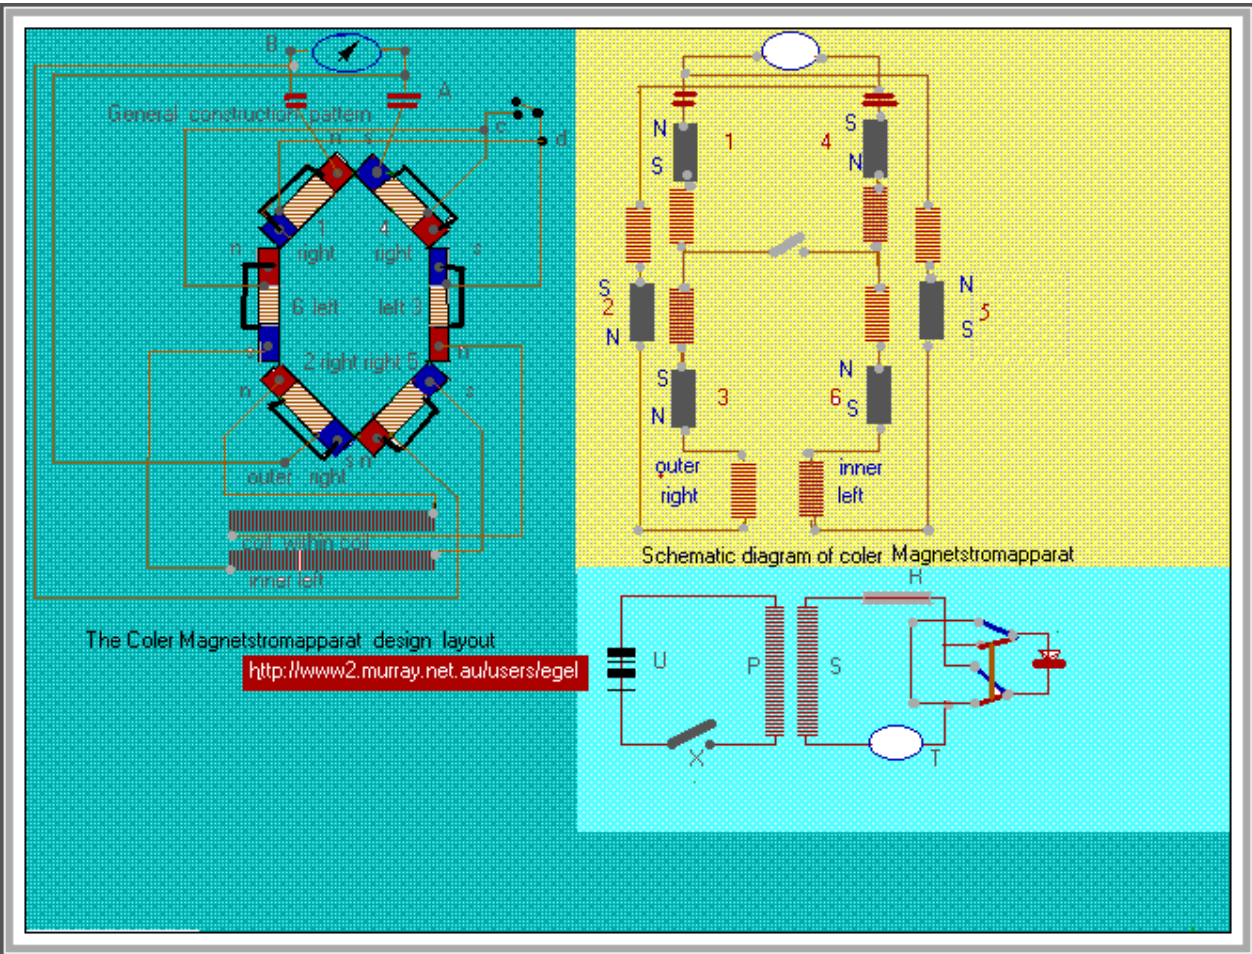 B
A
General construction pattein
c
d
n s
1 4
right right
n s
6 left left 3
s n
2 right right 5
n s
s n
outer right
coil within coil
inner left
The Coler Magnetstromapparat design layout
http://www2.murray.net.au/users/egel
N S
1 4
S N
S N
2 5
N S
S N
3 6
N S
outer inner
right left
Schematic diagram of coler Magnetstromapparat
R
U P S
X T